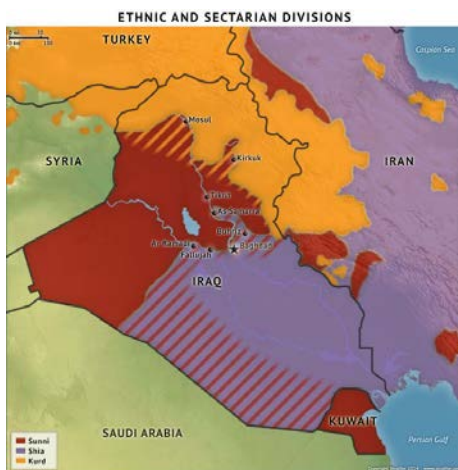 ETHNIC AND SECTARIAN DIVISIONS
TURKEY
Caspian Sea
Mosul
SYRIA
Kirkuk
IRAN
Tikrit
As-Samarra
Ar-Ramadi
Baghdad
Fallujah
IRAQ
KUWAIT
SAUDI ARABIA
Persian Gulf
Sunni
Shia
Kurd